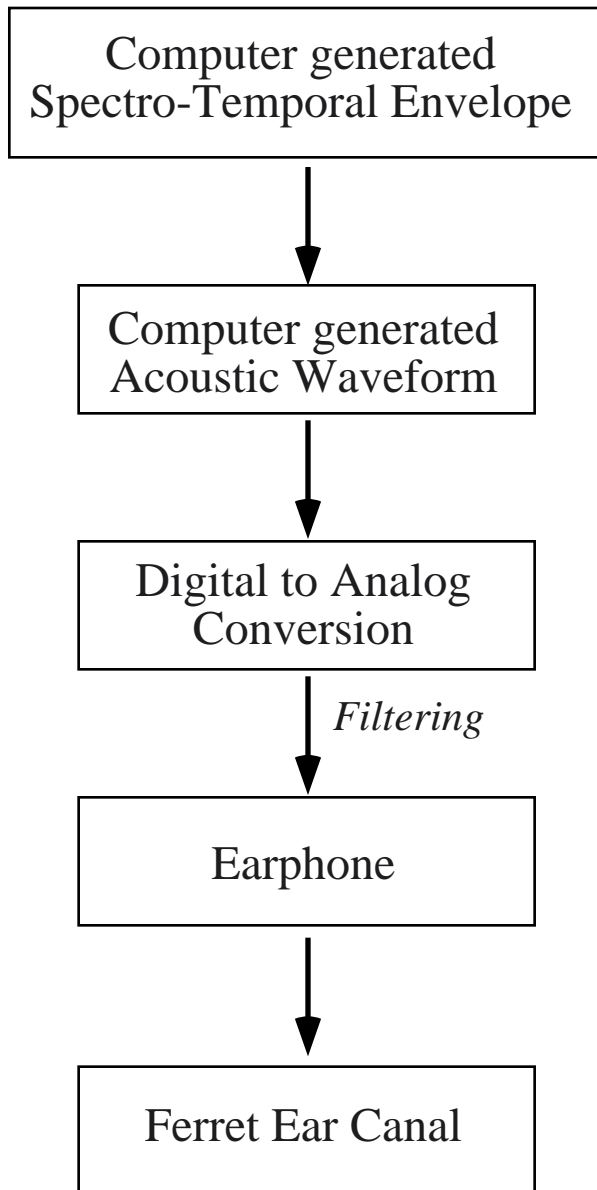 Computer generated
Spectro-Temporal Envelope
Computer generated
Acoustic Waveform
Digital to Analog
Conversion
Filtering
Earphone
Ferret Ear Canal